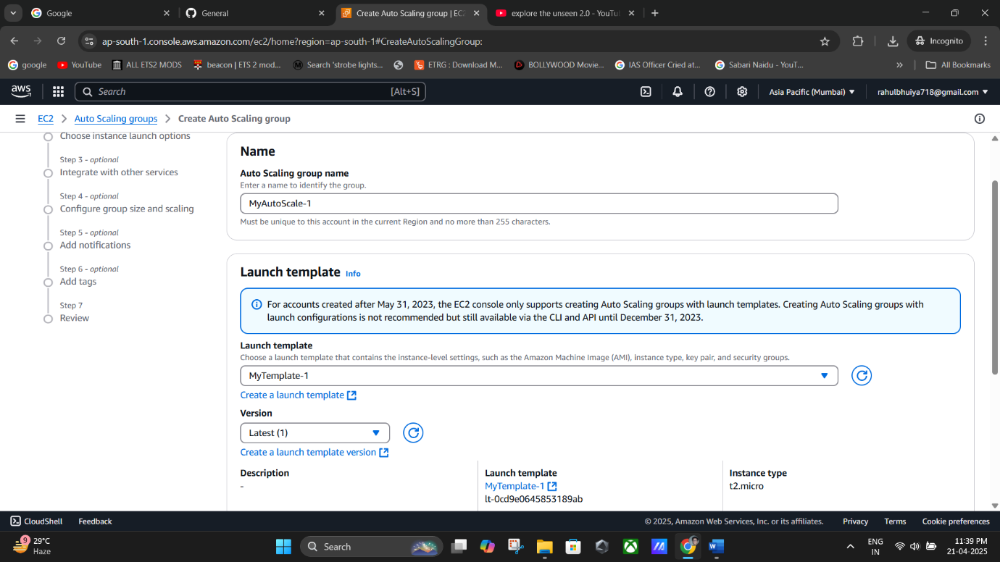 Google
General
Create Auto Scaling group | EC2
explore the unseen 2.0 - YouTu
ap-south-1.console.aws.amazon.com/ec2/home?region=ap-south-1#CreateAutoScalingGroup:
Incognito
google
YouTube
ALL ETS2 MODS
beacon | ETS 2 mod...
Search 'strobe lights...
ETRG : Download M...
BOLLYWOOD Movie...
IAS Officer Cried at...
Sabari Naidu - YouT...
»
All Bookmarks
aws
Search
[Alt+S]
Asia Pacific (Mumbai)
rahulbhuiya718@gmail.com
EC2 > Auto Scaling groups > Create Auto Scaling group
Choose instance launch options
Step 3 - optional
Integrate with other services
Step 4 - optional
Configure group size and scaling
Step 5 - optional
Add notifications
Step 6 - optional
Add tags
Step 7
Review
Name
Auto Scaling group name
Enter a name to identify the group.
MyAutoScale-1
Must be unique to this account in the current Region and no more than 255 characters.
Launch template Info
For accounts created after May 31, 2023, the EC2 console only supports creating Auto Scaling groups with launch templates. Creating Auto Scaling groups with
launch configurations is not recommended but still available via the CLI and API until December 31, 2023.
Launch template
Choose a launch template that contains the instance-level settings, such as the Amazon Machine Image (AMI), instance type, key pair, and security groups.
MyTemplate-1
Create a launch template
Version
Latest (1)
Create a launch template version
Description
-
Launch template
MyTemplate-1
lt-0cd9e0645853189ab
Instance type
t2.micro
CloudShell
Feedback
© 2025, Amazon Web Services, Inc. or its affiliates.
Privacy
Terms
Cookie preferences
9
29°C
Haze
Search
ENG
IN
11:39 PM
21-04-2025